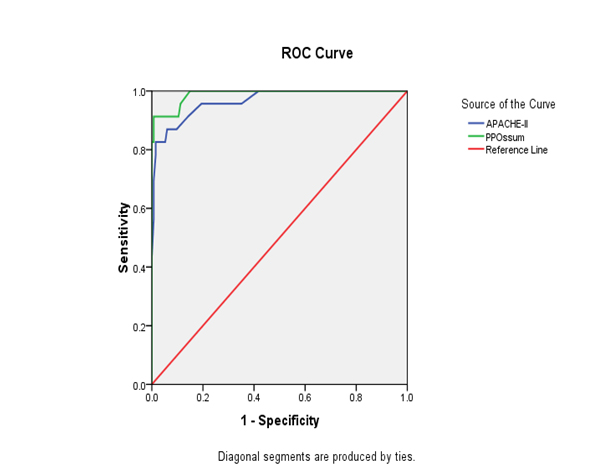 ROC Curve
Source of the Curve
APACHE-II
PPOssum
Reference Line
Sensitivity
1.0
0.8
0.6
0.4
0.2
0.0
0.0 0.2 0.4 0.6 0.8 1.0
1 - Specificity
Diagonal segments are produced by ties.